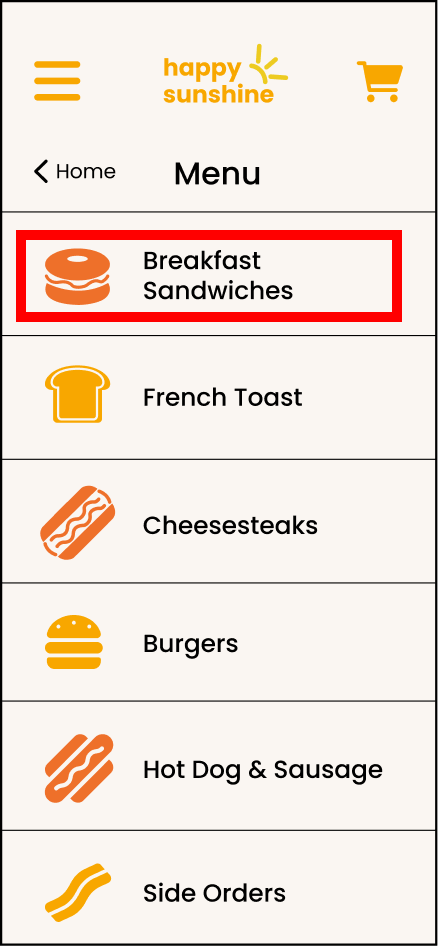 happy
sunshine
Home
Menu
Breakfast
Sandwiches
French Toast
Cheesesteaks
Burgers
Hot Dog & Sausage
Side Orders